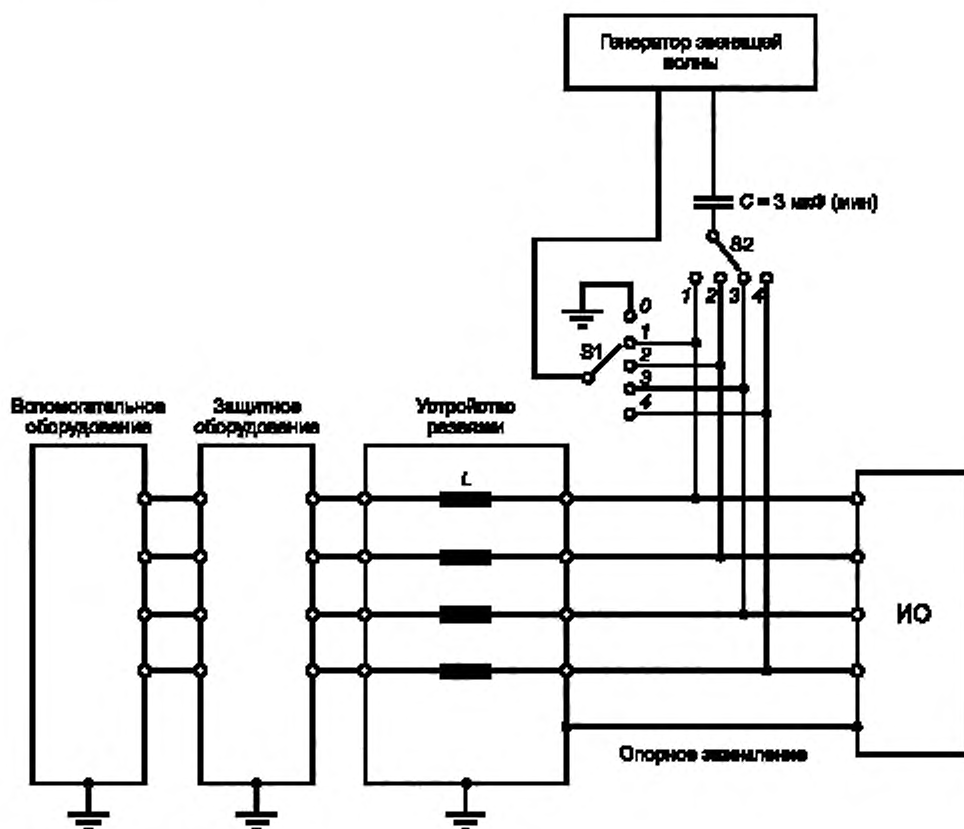 Генератор звенящей
волны
C = 3 мкФ (мин)
S2
1 2 3 4
0
1
S1
2
3
4
Вспомогательное
оборудование
Защитное
оборудование
Устройство
развязки
L
ИО
Опорное заземление